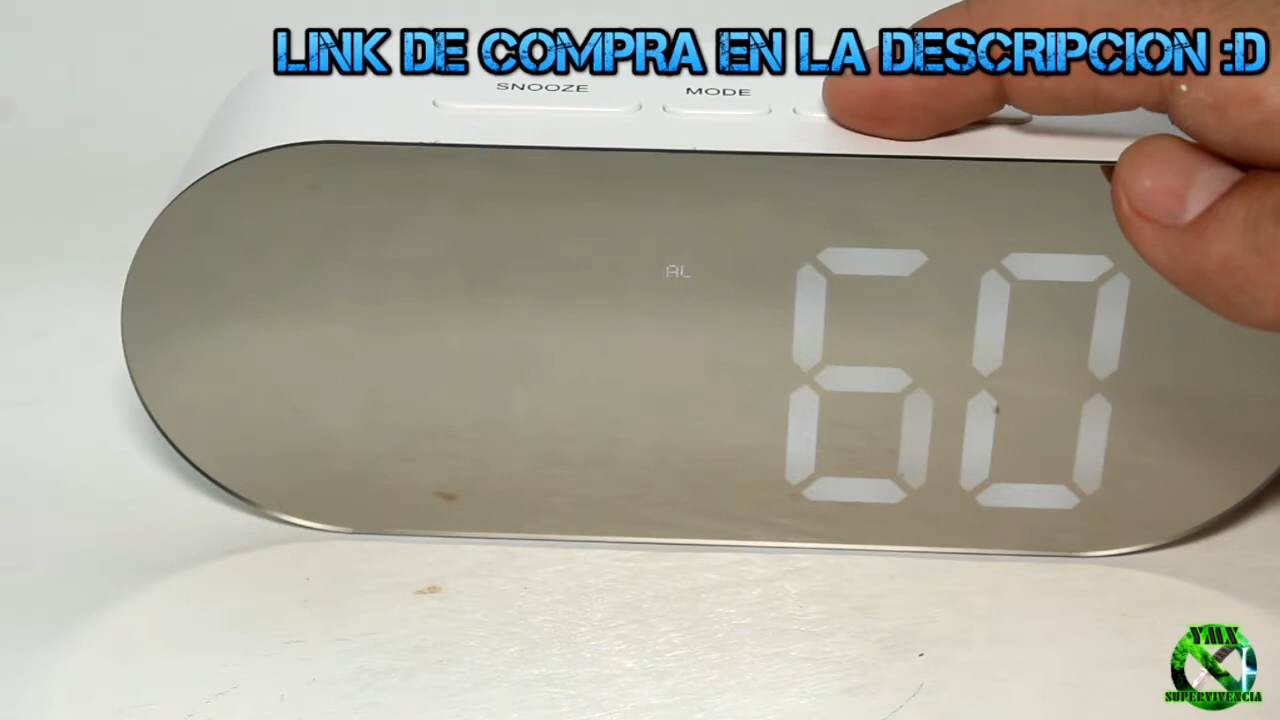 LINK DE COMPRA EN LA DESCRIPCION :D
SNOOZE MODE
AL
60
YMX
SUPERVIVENCIA